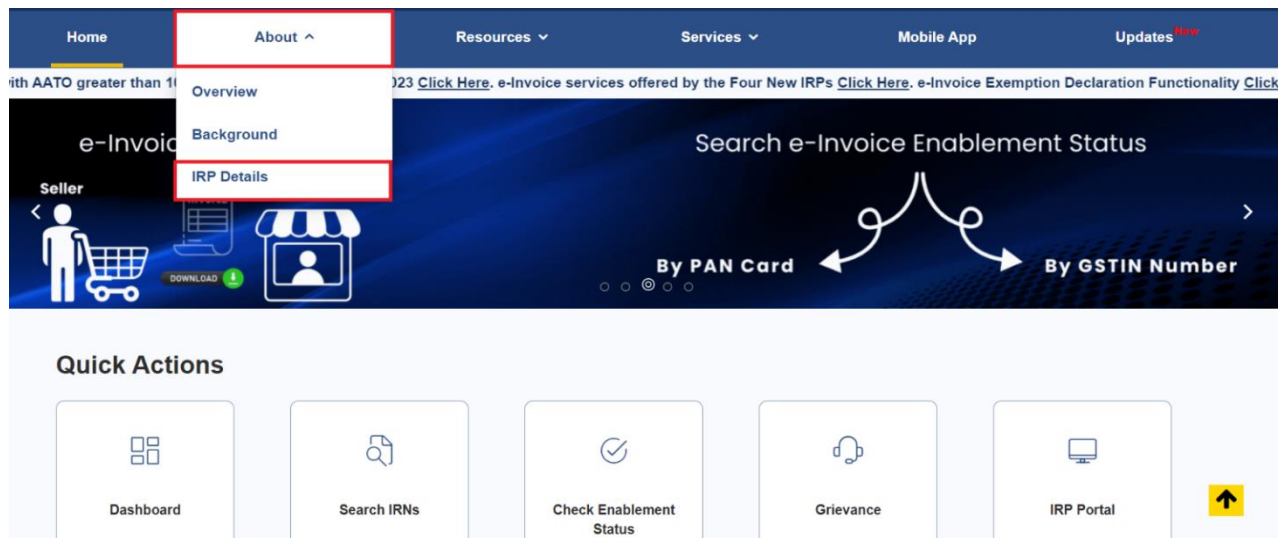 Home About Resources Services Mobile App Updates New
ith AATO greater than 1 023 Click Here. e-Invoice services offered by the Four New IRPs Click Here. e-Invoice Exemption Declaration Functionality Click
Overview
Background
IRP Details
e-Invoic
Seller
DOWNLOAD
Search e-Invoice Enablement Status
By PAN Card
By GSTIN Number
Quick Actions
Dashboard
Search IRNs
Check Enablement
Status
Grievance
IRP Portal